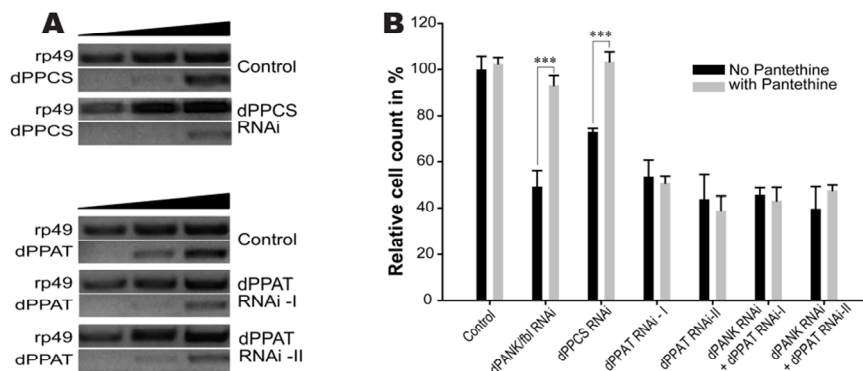 A
rp49
dPPCS
Control
rp49
dPPCS
dPPCS
RNAi
rp49
dPPAT
Control
rp49
dPPAT
dPPAT
RNAi -I
rp49
dPPAT
dPPAT
RNAi -II
B
***
***
No Pantethine
with Pantethine
Relative cell count in %
120
100
80
60
40
20
0
Control
dPANK/fbl RNAi
dPPCS RNAi
dPPAT RNAi - I
dPPAT RNAi-II
dPANK RNAi
+ dPPAT RNAi-I
dPANK RNAi
+ dPPAT RNAi-II